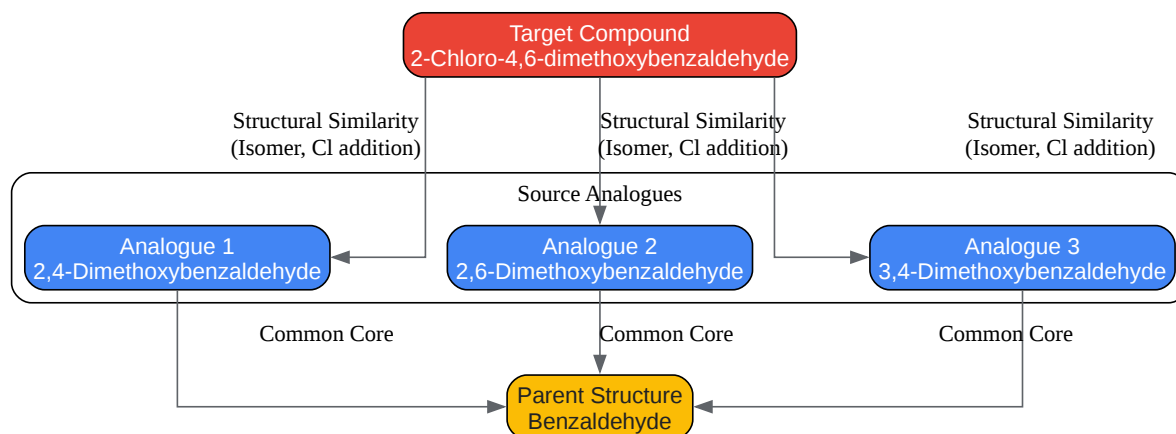 Target Compound
2-Chloro-4,6-dimethoxybenzaldehyde
Structural Similarity
(Isomer, Cl addition)
Structural Similarity
(Isomer, Cl addition)
Structural Similarity
(Isomer, Cl addition)
Source Analogues
Analogue 1
2,4-Dimethoxybenzaldehyde
Analogue 2
2,6-Dimethoxybenzaldehyde
Analogue 3
3,4-Dimethoxybenzaldehyde
Common Core
Common Core
Common Core
Parent Structure
Benzaldehyde